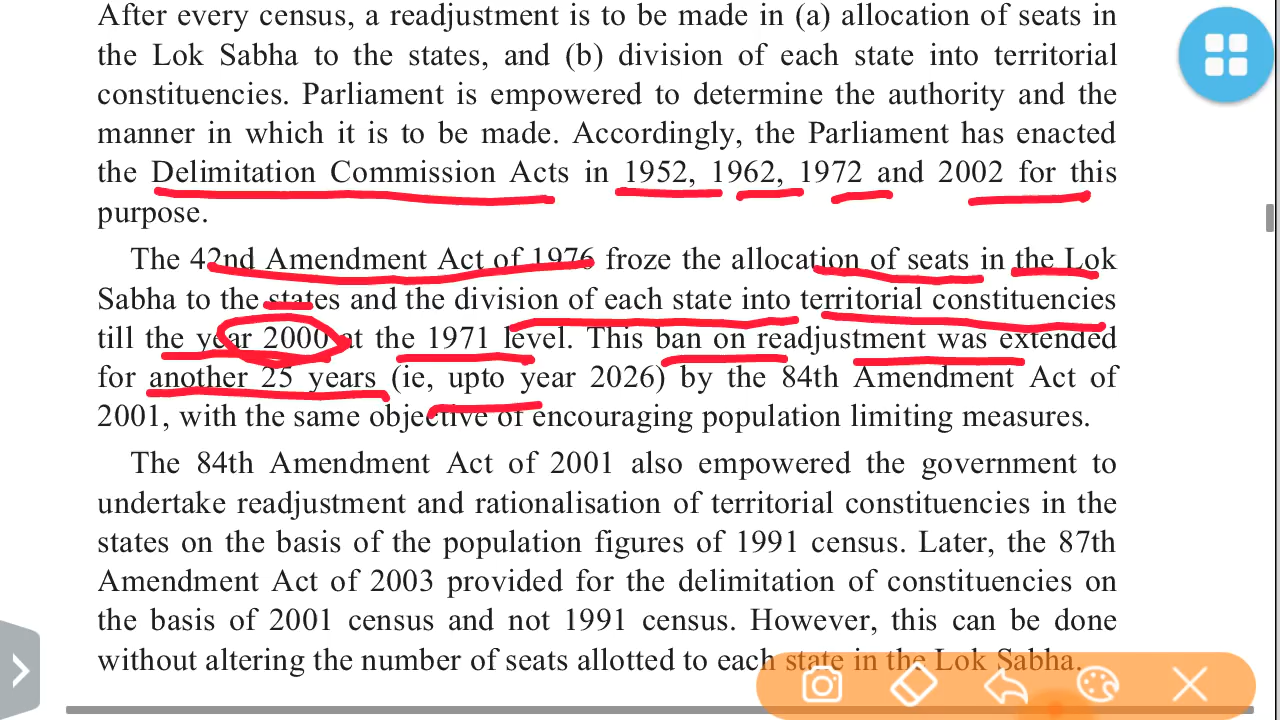 After every census, a readjustment is to be made in (a) allocation of seats in
the Lok Sabha to the states, and (b) division of each state into territorial
constituencies. Parliament is empowered to determine the authority and the
manner in which it is to be made. Accordingly, the Parliament has enacted
the Delimitation Commission Acts in 1952, 1962, 1972 and 2002 for this
purpose.
The 42nd Amendment Act of 1976 froze the allocation of seats in the Lok
Sabha to the states and the division of each state into territorial constituencies
till the year 2000 at the 1971 level. This ban on readjustment was extended
for another 25 years (ie, upto year 2026) by the 84th Amendment Act of
2001, with the same objective of encouraging population limiting measures.
The 84th Amendment Act of 2001 also empowered the government to
undertake readjustment and rationalisation of territorial constituencies in the
states on the basis of the population figures of 1991 census. Later, the 87th
Amendment Act of 2003 provided for the delimitation of constituencies on
the basis of 2001 census and not 1991 census. However, this can be done
without altering the number of seats allotted to each state in the Lok Sabha.